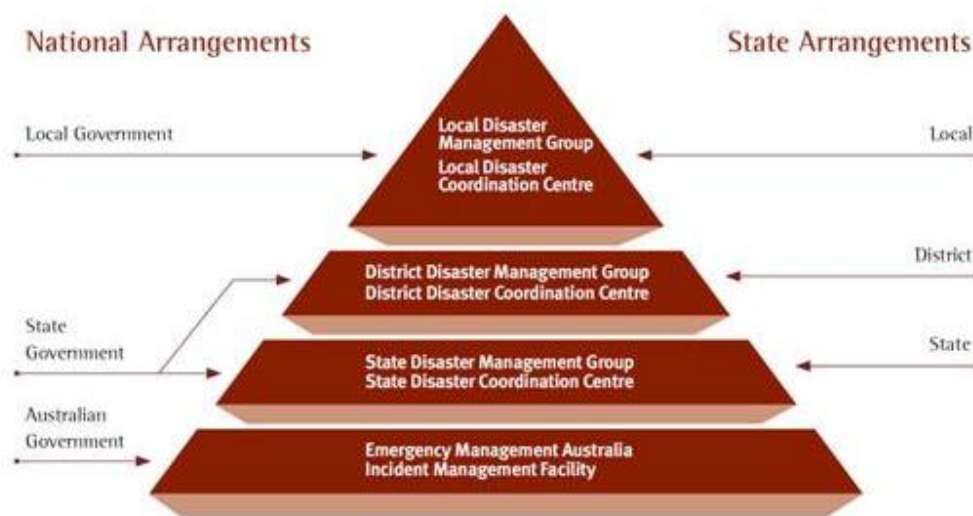 National Arrangements
State Arrangements
Local Government
Local Disaster
Management Group
Local Disaster
Coordination Centre
Local
District Disaster Management Group
District Disaster Coordination Centre
District
State
Government
State Disaster Management Group
State Disaster Coordination Centre
State
Australian
Government
Emergency Management Australia
Incident Management Facility